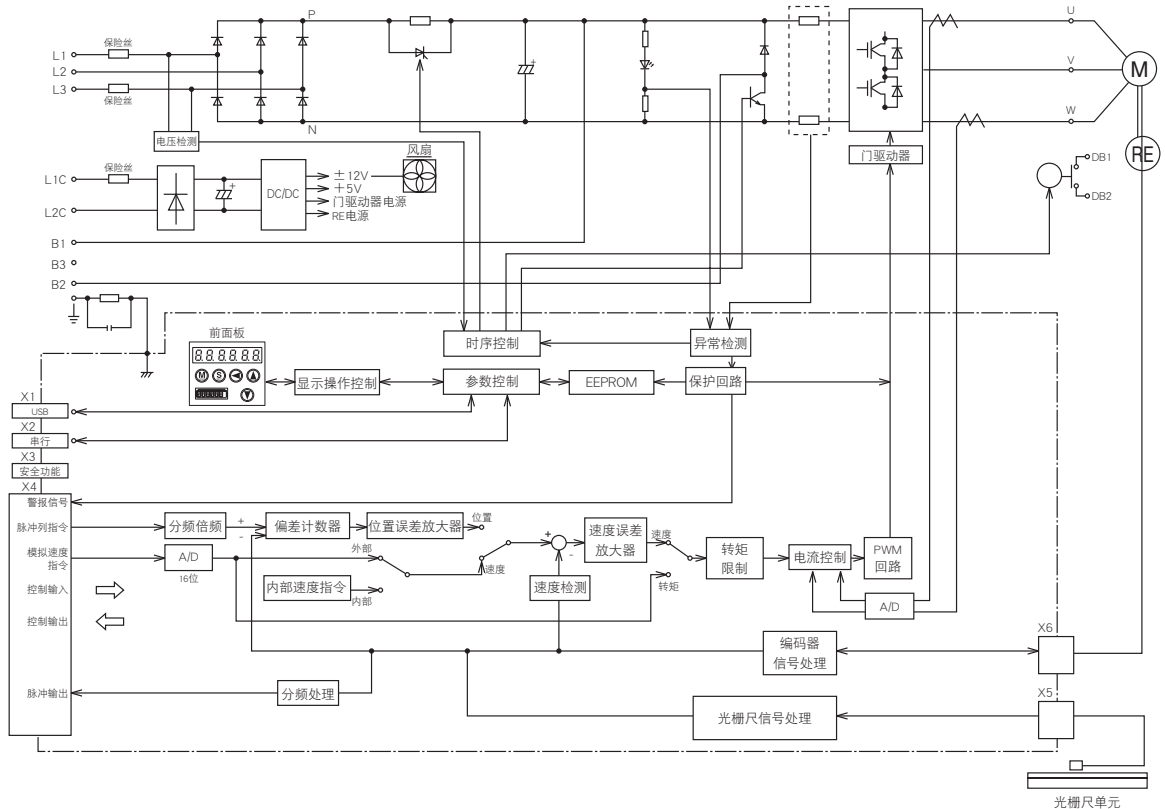 P
U
保险丝
L1
L2
L3
保险丝
V
M
N
W
电压检测
门驱动器
RE
DB1
DB2
风扇
保险丝
L1C
L2C
DC/DC
±12V
+5V
门驱动器电源
RE电源
B1
B3
B2
前面板
8.8.8.8.8.8.
M
S
时序控制
异常检测
显示操作控制
参数控制
EEPROM
保护回路
X1
USB
X2
串行
X3
安全功能
X4
警报信号
脉冲列指令
分频倍频
+
-
偏差计数器
位置误差放大器
位置
模拟速度
指令
A/D
16位
外部
内部速度指令
内部
速度
+
-
速度误差
放大器
速度
转矩
速度检测
转矩
限制
电流控制
PWM
回路
A/D
控制输入
控制输出
编码器
信号处理
X6
脉冲输出
分频处理
光栅尺信号处理
X5
光栅尺单元